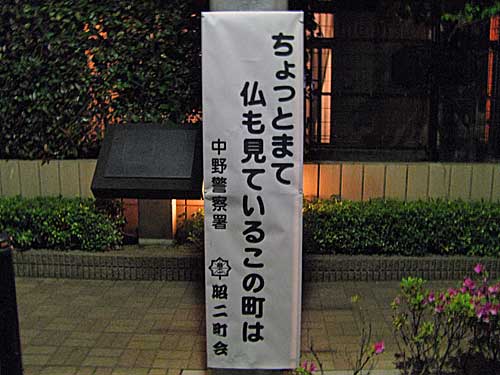 ちょっとまて
仏も見ているこの町は
中野警察署
昭二町会